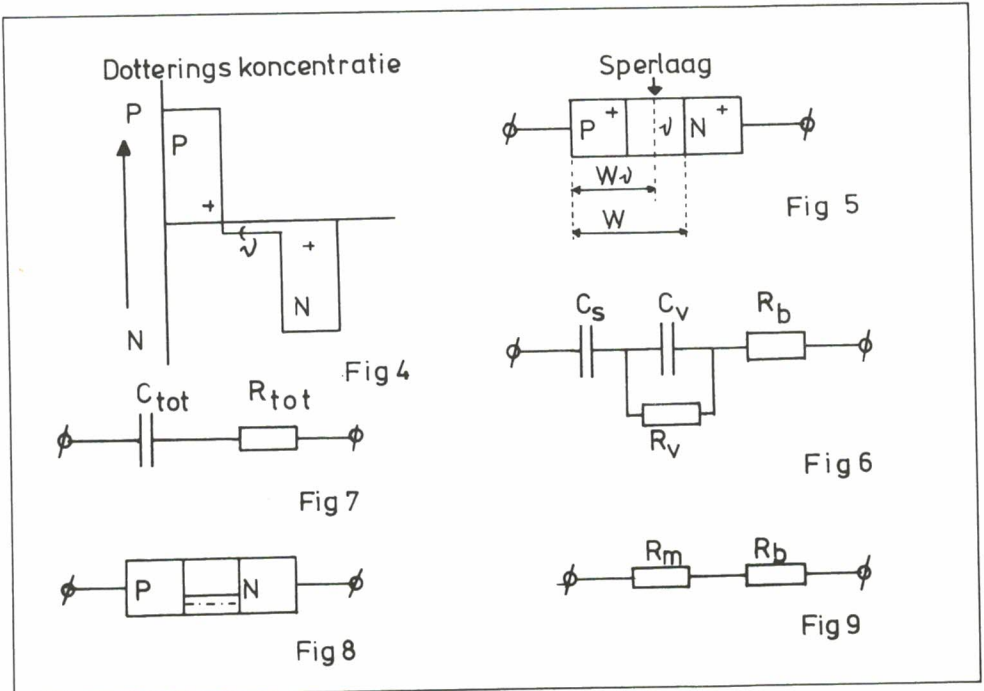 Dotterings koncentratie
P
P
+
ν
+
N
N
Fig 4
Sperlaag
P +
ν
N +
Wν
W
Fig 5
Cs
Cv
Rb
Rv
Fig 6
Ctot
Rtot
Fig 7
P
N
Fig 8
Rm
Rb
Fig 9